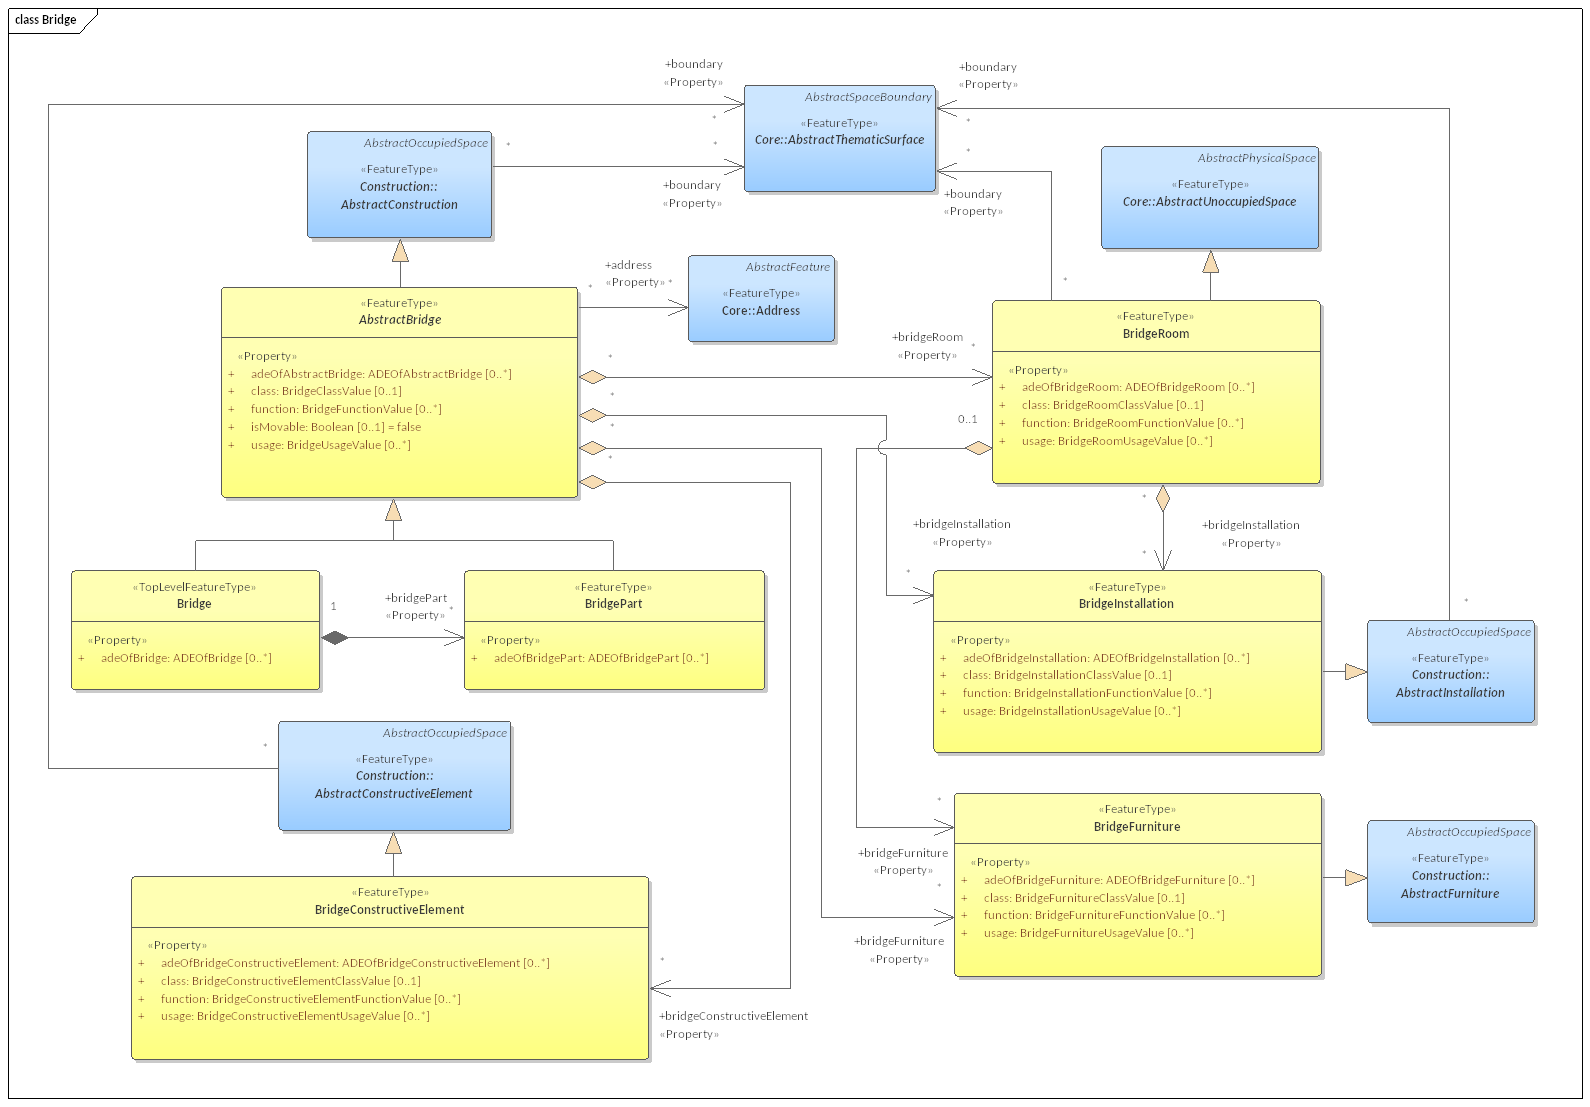 class Bridge
+boundary
«Property»
*
*
+boundary
«Property»
AbstractSpaceBoundary
«FeatureType»
Core::AbstractThematicSurface
+boundary
«Property»
*
*
+boundary
«Property»
AbstractOccupiedSpace
«FeatureType»
Construction::
AbstractConstruction
*
AbstractPhysicalSpace
«FeatureType»
Core::AbstractUnoccupiedSpace
+address
«Property»
*
*
AbstractFeature
«FeatureType»
Core::Address
*
«FeatureType»
AbstractBridge
«Property»
+ adeOfAbstractBridge: ADEOfAbstractBridge [0..*]
+ class: BridgeClassValue [0..1]
+ function: BridgeFunctionValue [0..*]
+ isMovable: Boolean [0..1] = false
+ usage: BridgeUsageValue [0..*]
*
*
*
*
+bridgeRoom
«Property»
*
0..1
«FeatureType»
BridgeRoom
«Property»
+ adeOfBridgeRoom: ADEOfBridgeRoom [0..*]
+ class: BridgeRoomClassValue [0..1]
+ function: BridgeRoomFunctionValue [0..*]
+ usage: BridgeRoomUsageValue [0..*]
*
+bridgeInstallation
«Property»
*
+bridgeInstallation
«Property»
*
«TopLevelFeatureType»
Bridge
«Property»
+ adeOfBridge: ADEOfBridge [0..*]
1
+bridgePart
«Property»
*
«FeatureType»
BridgePart
«Property»
+ adeOfBridgePart: ADEOfBridgePart [0..*]
«FeatureType»
BridgeInstallation
«Property»
+ adeOfBridgeInstallation: ADEOfBridgeInstallation [0..*]
+ class: BridgeInstallationClassValue [0..1]
+ function: BridgeInstallationFunctionValue [0..*]
+ usage: BridgeInstallationUsageValue [0..*]
*
AbstractOccupiedSpace
«FeatureType»
Construction::
AbstractInstallation
*
AbstractOccupiedSpace
«FeatureType»
Construction::
AbstractConstructiveElement
*
+bridgeFurniture
«Property»
*
+bridgeFurniture
«Property»
«FeatureType»
BridgeFurniture
«Property»
+ adeOfBridgeFurniture: ADEOfBridgeFurniture [0..*]
+ class: BridgeFurnitureClassValue [0..1]
+ function: BridgeFurnitureFunctionValue [0..*]
+ usage: BridgeFurnitureUsageValue [0..*]
AbstractOccupiedSpace
«FeatureType»
Construction::
AbstractFurniture
«FeatureType»
BridgeConstructiveElement
«Property»
+ adeOfBridgeConstructiveElement: ADEOfBridgeConstructiveElement [0..*]
+ class: BridgeConstructiveElementClassValue [0..1]
+ function: BridgeConstructiveElementFunctionValue [0..*]
+ usage: BridgeConstructiveElementUsageValue [0..*]
*
+bridgeConstructiveElement
«Property»